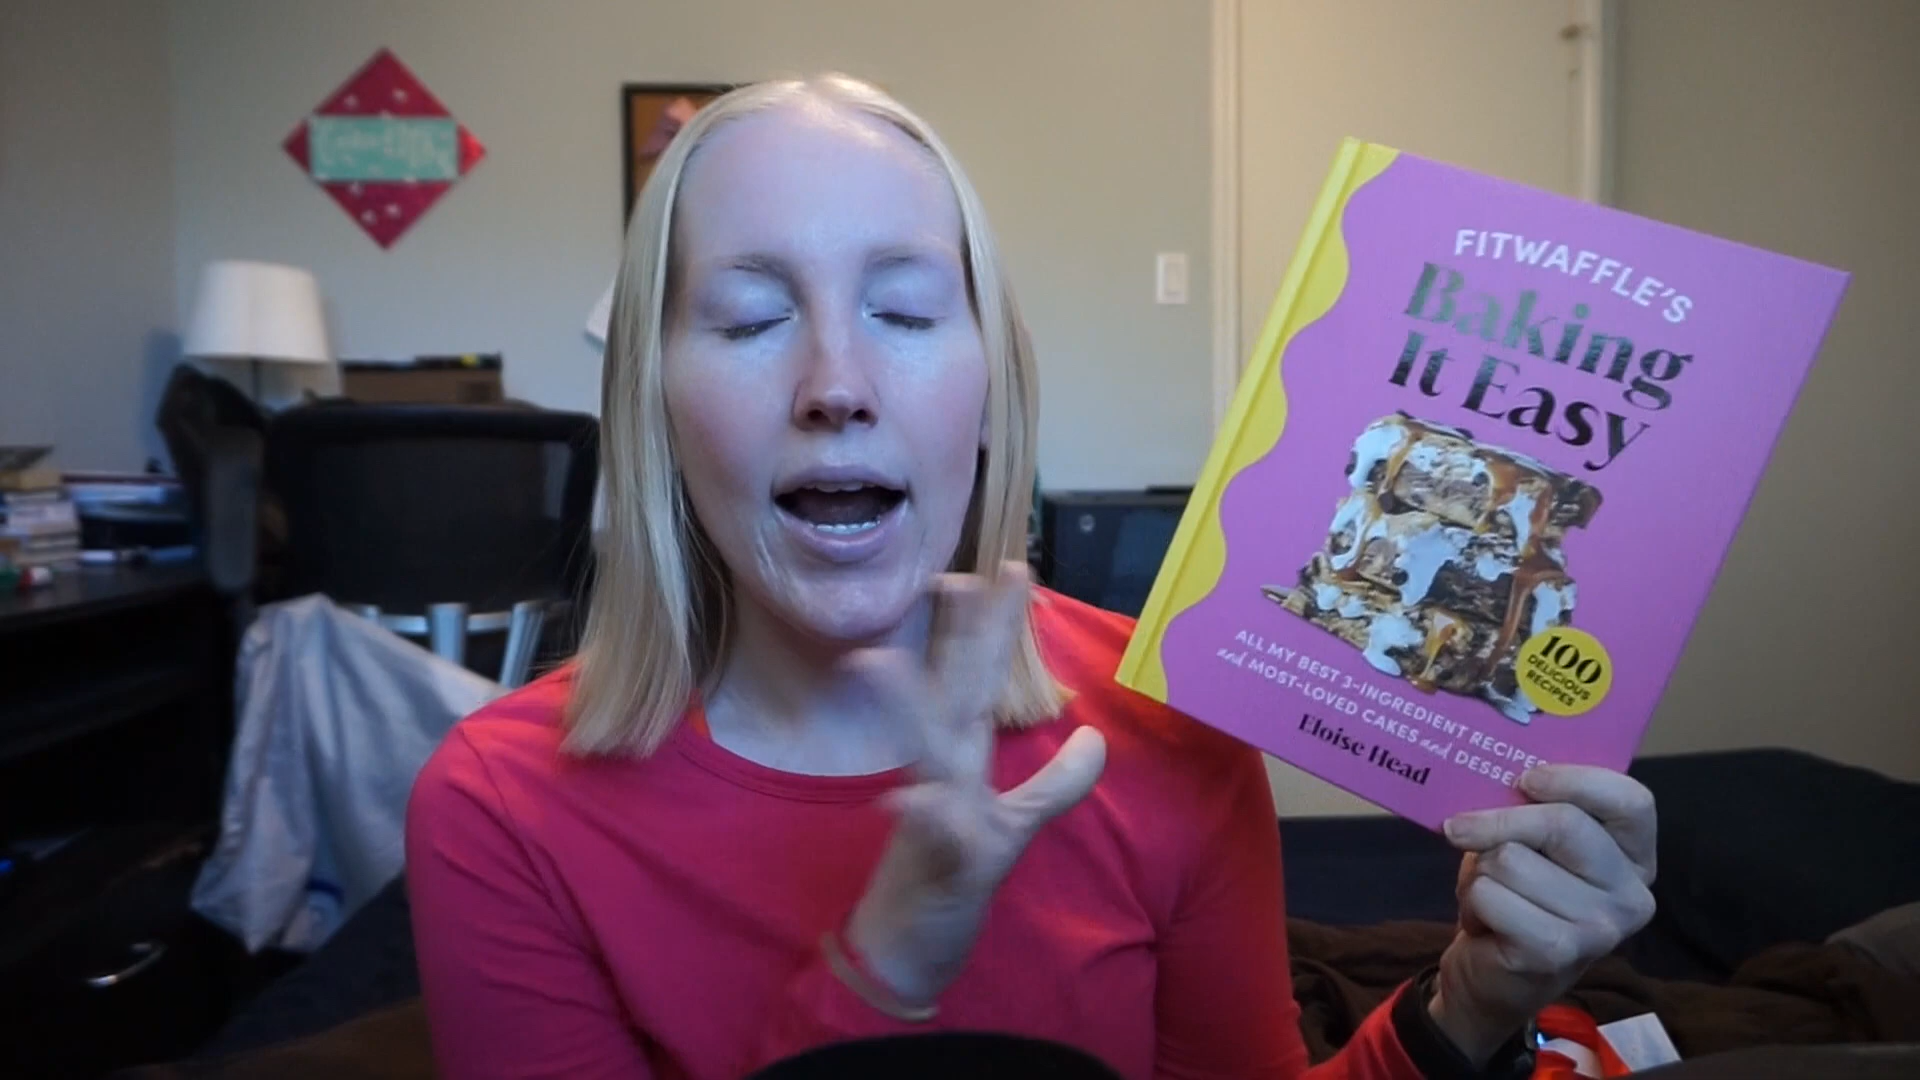 FITWAFFLE'S
Baking
It Easy
100
DELICIOUS
RECIPES
ALL MY BEST 3-INGREDIENT RECIPES
and MOST-LOVED CAKES and
Eloise Head